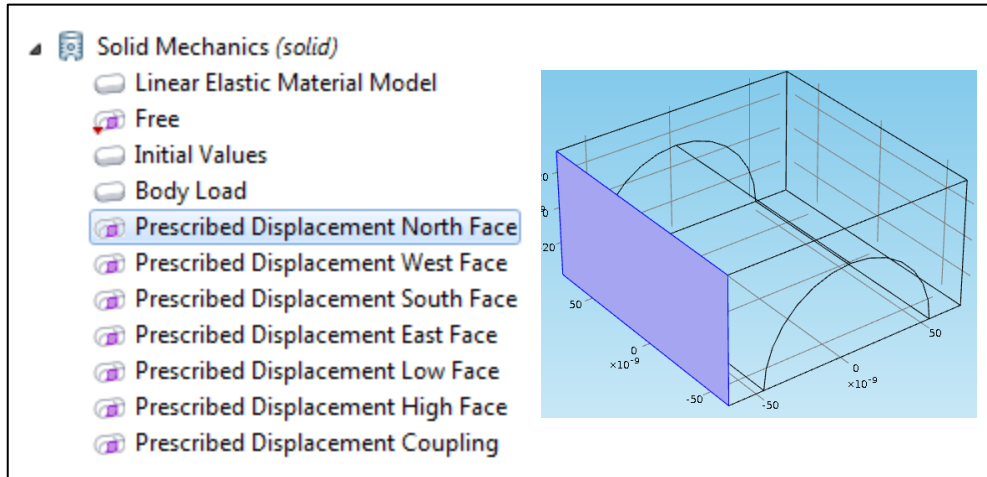 Solid Mechanics (solid)
Linear Elastic Material Model
Free
Initial Values
Body Load
Prescribed Displacement North Face
Prescribed Displacement West Face
Prescribed Displacement South Face
Prescribed Displacement East Face
Prescribed Displacement Low Face
Prescribed Displacement High Face
Prescribed Displacement Coupling
20
50
0
×10⁻⁹
-50
-50
0
×10⁻⁹
50